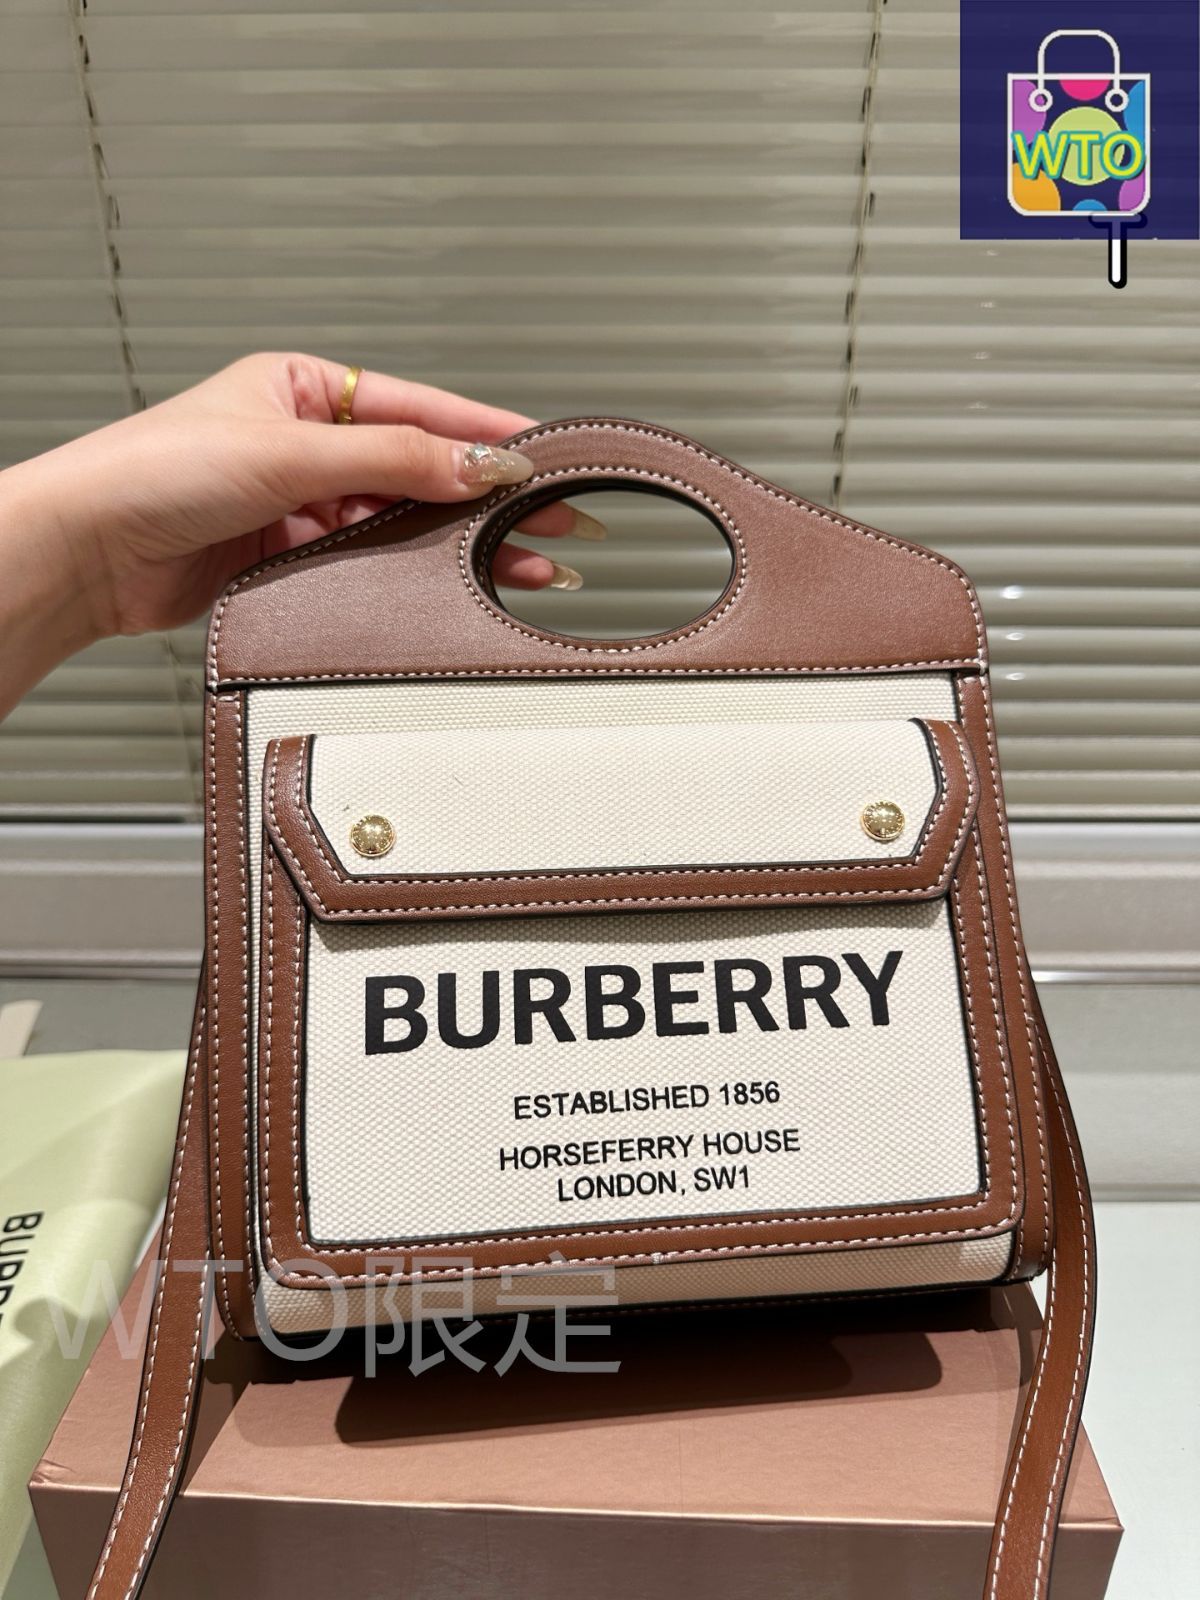 WTO
BURBERRY
ESTABLISHED 1856
HORSEFERRY HOUSE
LONDON, SW1
WTO限定